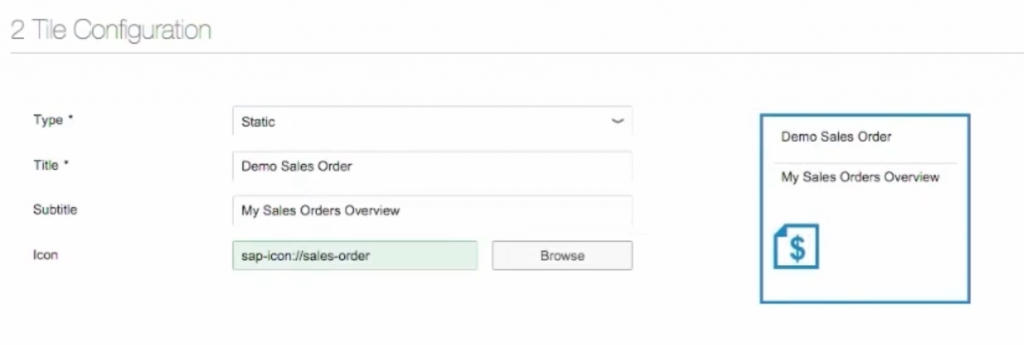 2 Tile Configuration
Type *
Static
Title *
Demo Sales Order
Subtitle
My Sales Orders Overview
Icon
sap-icon://sales-order
Browse
Demo Sales Order
My Sales Orders Overview
$